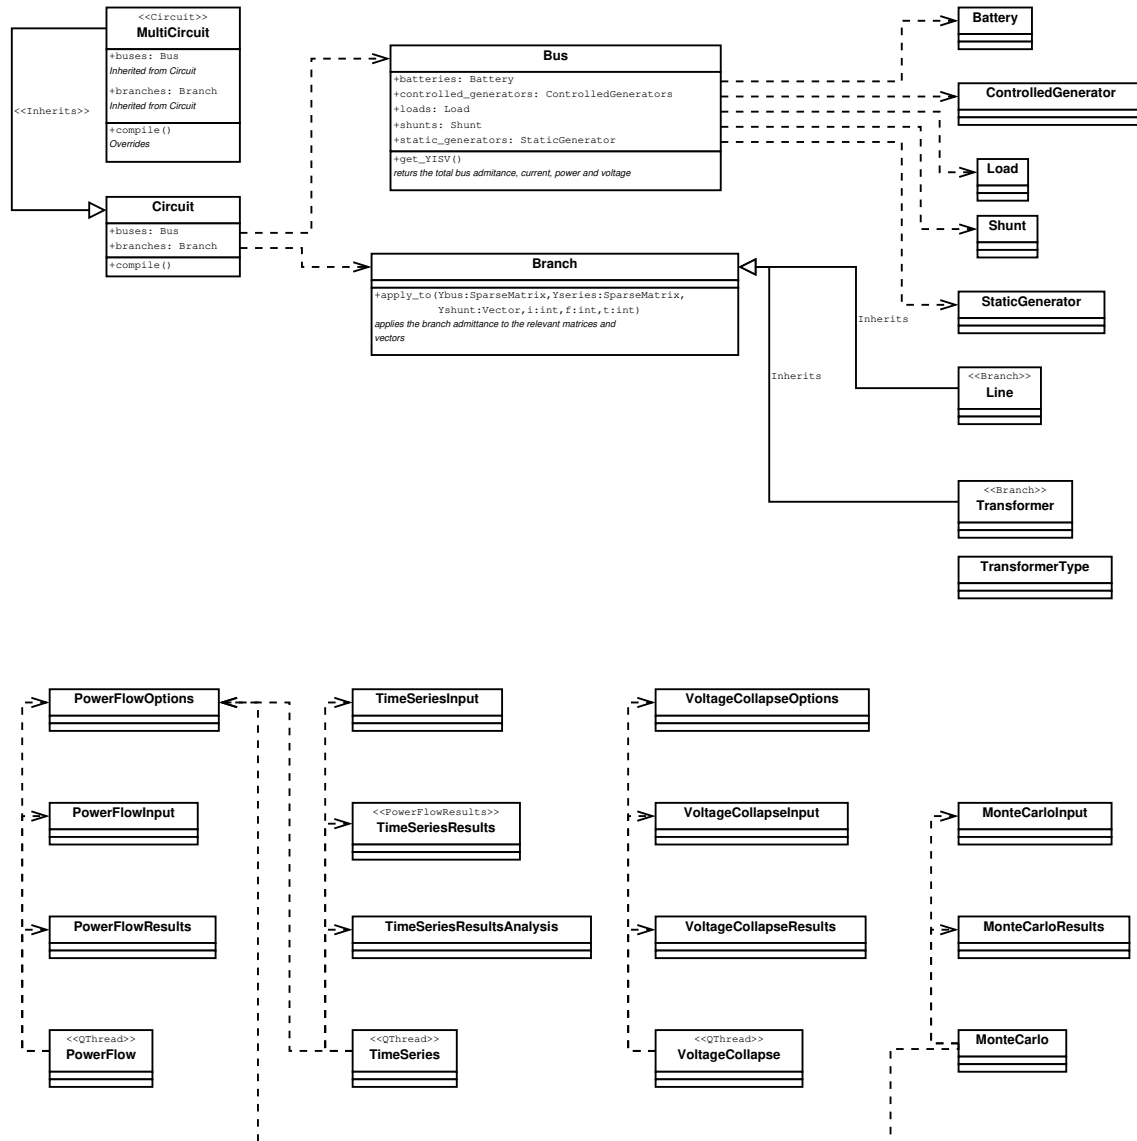 <<Circuit>>
MultiCircuit
+buses: Bus
Inherited from Circuit
+branches: Branch
Inherited from Circuit
+compile()
Overrides
<<Inherits>>
Circuit
+buses: Bus
+branches: Branch
+compile()
Bus
+batteries: Battery
+controlled_generators: ControlledGenerators
+loads: Load
+shunts: Shunt
+static_generators: StaticGenerator
+get_YISV()
returs the total bus admitance, current, power and voltage
Branch
+apply_to(Ybus:SparseMatrix,Yseries:SparseMatrix,
Yshunt:Vector,i:int,f:int,t:int)
applies the branch admittance to the relevant matrices and
vectors
Battery
ControlledGenerator
Load
Shunt
StaticGenerator
Inherits
Inherits
<<Branch>>
Line
<<Branch>>
Transformer
TransformerType
PowerFlowOptions
TimeSeriesInput
VoltageCollapseOptions
PowerFlowInput
<<PowerFlowResults>>
TimeSeriesResults
VoltageCollapseInput
MonteCarloInput
PowerFlowResults
TimeSeriesResultsAnalysis
VoltageCollapseResults
MonteCarloResults
<<QThread>>
PowerFlow
<<QThread>>
TimeSeries
<<QThread>>
VoltageCollapse
MonteCarlo